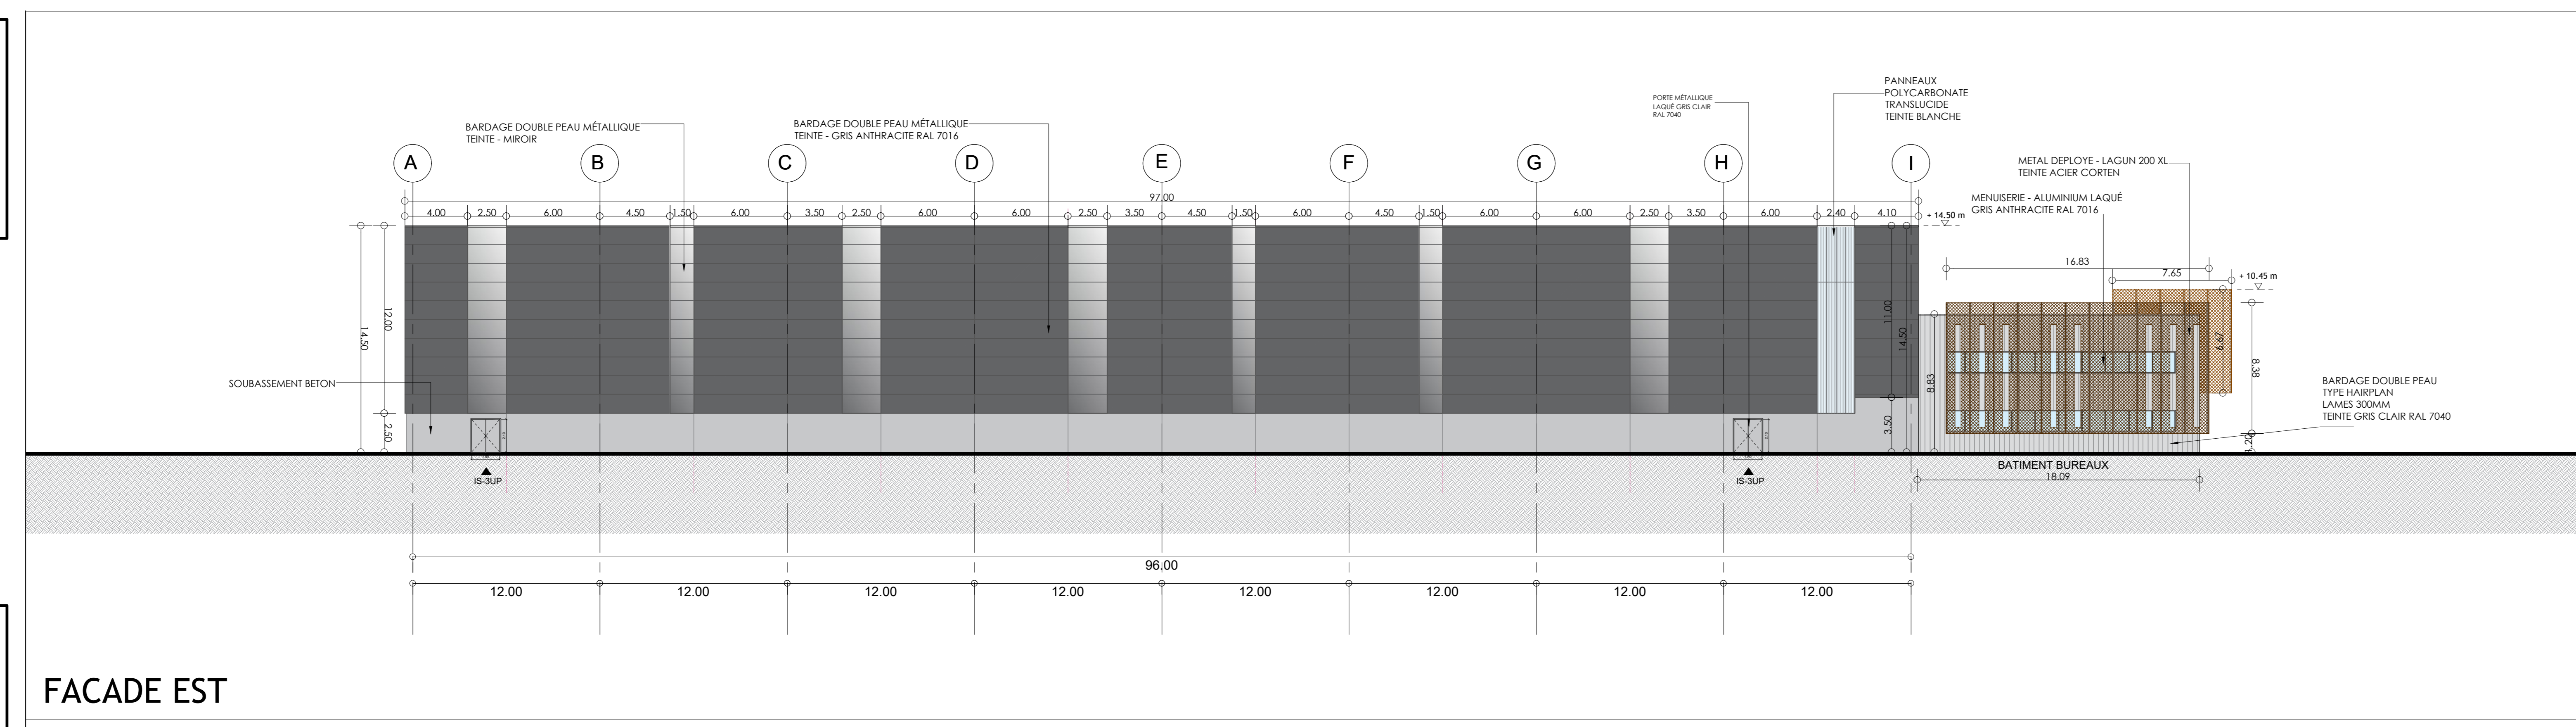 PANNEAUX
POLYCARBONATE
TRANSLUCIDE
TEINTE BLANCHE
PORTE MÉTALLIQUE
LAQUÉ GRIS CLAIR
RAL 7040
BARDAGE DOUBLE PEAU MÉTALLIQUE
TEINTE - MIROIR
BARDAGE DOUBLE PEAU MÉTALLIQUE
TEINTE - GRIS ANTHRACITE RAL 7016
A B C D E F G H I
METAL DEPLOYE - LAGUN 200 XL
TEINTE ACIER CORTEN
MENUISERIE - ALUMINIUM LAQUÉ
GRIS ANTHRACITE RAL 7016
97.00
4.00 2.50 6.00 4.50 1.50 6.00 3.50 2.50 6.00 6.00 2.50 3.50 4.50 1.50 6.00 4.50 1.50 6.00 6.00 2.50 3.50 6.00 2.40 4.10
+ 14.50 m
16.83
7.65
+ 10.45 m
14.50
12.00
2.50
11.00
14.50
3.50
8.83
6.67
8.38
SOUBASSEMENT BETON
BARDAGE DOUBLE PEAU
TYPE HAIRPLAN
LAMES 300MM
TEINTE GRIS CLAIR RAL 7040
IS-3UP
IS-3UP
BATIMENT BUREAUX
18.09
96.00
12.00 12.00 12.00 12.00 12.00 12.00 12.00 12.00
FACADE EST